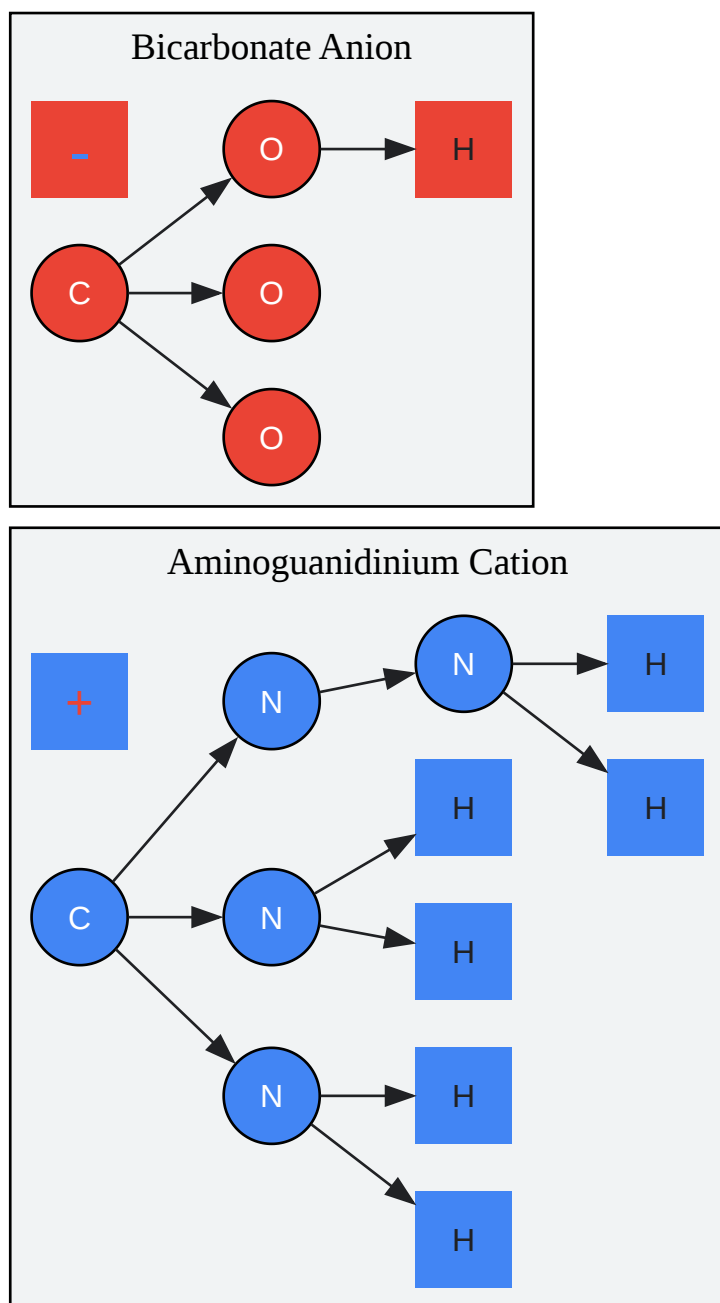 Bicarbonate Anion
- O H
C O
O
Aminoguanidinium Cation
N H
+ N
H H
C N
H
N H
H